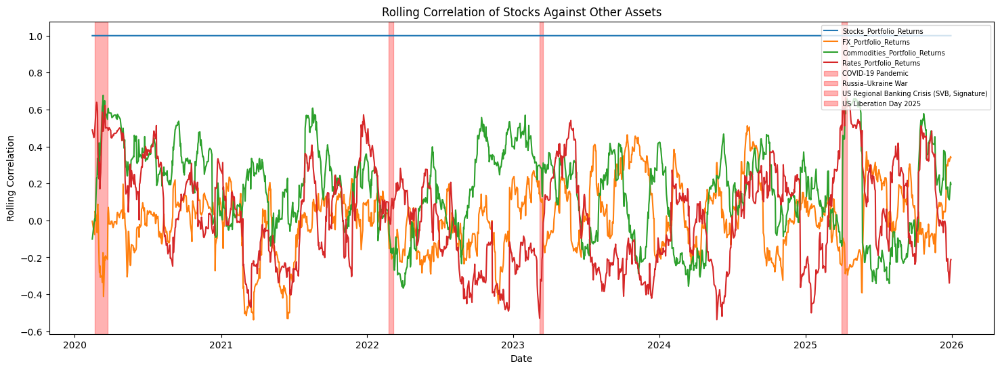 Rolling Correlation of Stocks Against Other Assets
Rolling Correlation
1.0
0.8
0.6
0.4
0.2
0.0
−0.2
−0.4
−0.6
Stocks_Portfolio_Returns
FX_Portfolio_Returns
Commodities_Portfolio_Returns
Rates_Portfolio_Returns
COVID-19 Pandemic
Russia–Ukraine War
US Regional Banking Crisis (SVB, Signature)
US Liberation Day 2025
2020 2021 2022 2023 2024 2025 2026
Date